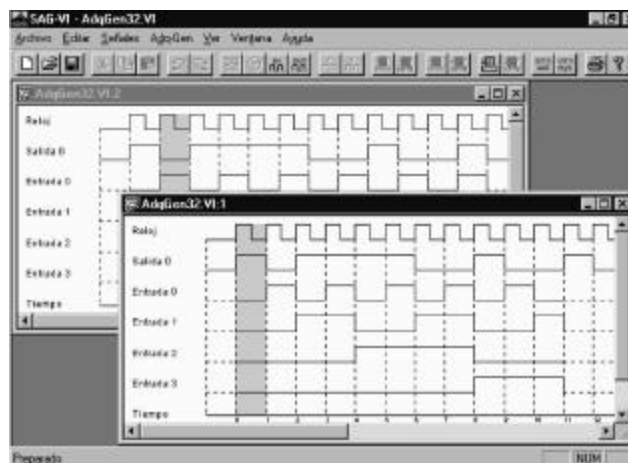 SAG-VI - AdqGen32.VI
Archivo Editar Señales AdqGen Ver Ventana Ayuda
AdqGen32.VI:2
Reloj
Salida 0
Entrada 0
Entrada 1
Entrada 2
Entrada 3
Tiempo
AdqGen32.VI:1
Reloj
Salida 0
Entrada 0
Entrada 1
Entrada 2
Entrada 3
Tiempo
Preparado
NUM